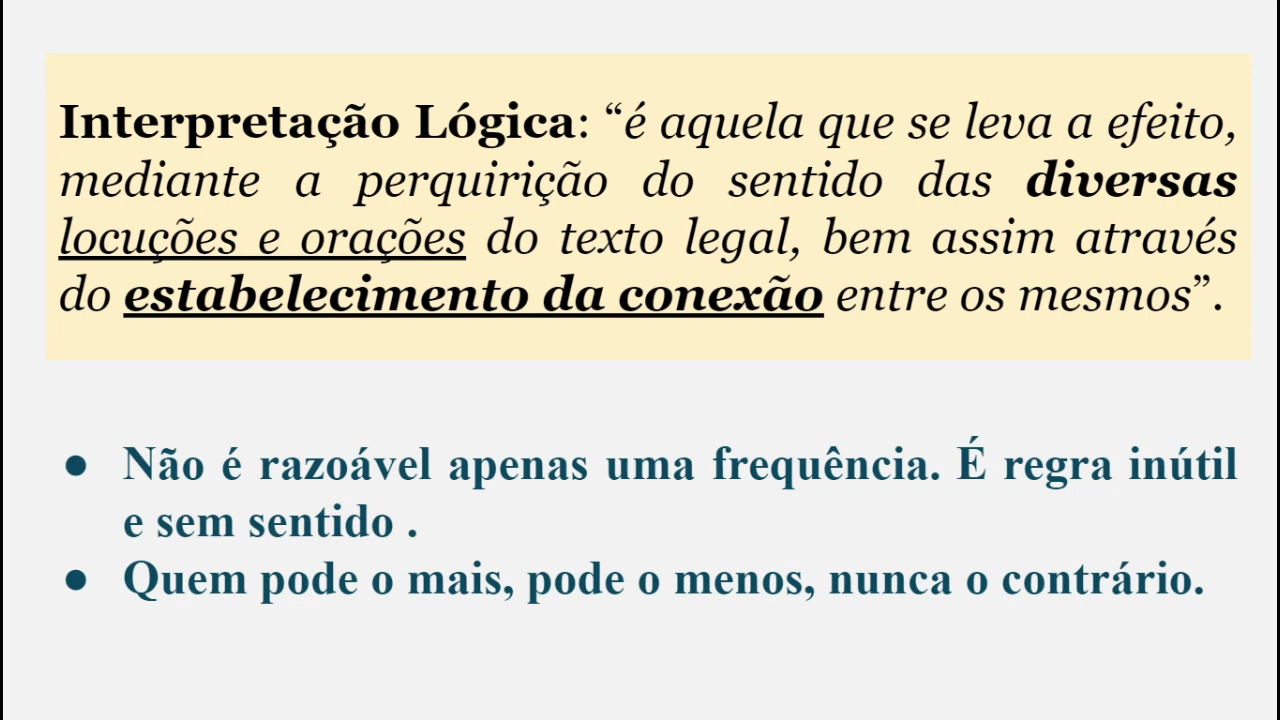 Interpretação Lógica: “é aquela que se leva a efeito,
mediante a perquirição do sentido das diversas
locuções e orações do texto legal, bem assim através
do estabelecimento da conexão entre os mesmos”.
● Não é razoável apenas uma frequência. É regra inútil
e sem sentido .
● Quem pode o mais, pode o menos, nunca o contrário.